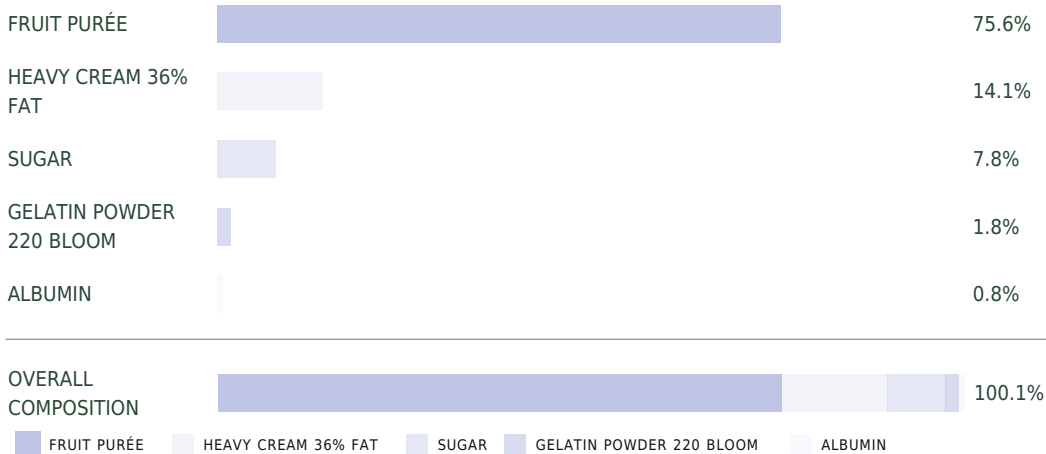 FRUIT PURÉE 75.6%
HEAVY CREAM 36%
FAT 14.1%
SUGAR 7.8%
GELATIN POWDER
220 BLOOM 1.8%
ALBUMIN 0.8%
OVERALL
COMPOSITION 100.1%
FRUIT PURÉE HEAVY CREAM 36% FAT SUGAR GELATIN POWDER 220 BLOOM ALBUMIN